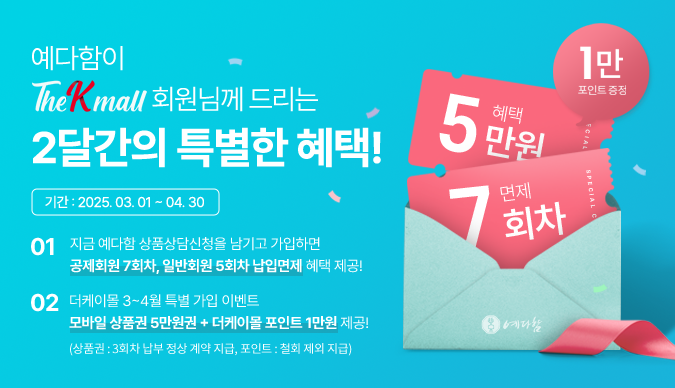 예다함이
The K mall 회원님께 드리는
2달간의 특별한 혜택!
기간 : 2025. 03. 01 ~ 04. 30
01 지금 예다함 상품상담신청을 남기고 가입하면
공제회원 7회차, 일반회원 5회차 납입면제 혜택 제공!
02 더케이몰 3~4월 특별 가입 이벤트
모바일 상품권 5만원권 + 더케이몰 포인트 1만원 제공!
(상품권 : 3회차 납부 정상 계약 지급, 포인트 : 철회 제외 지급)
1만
포인트 증정
혜택
5만원
면제
7회차
SPECIAL C
예다함